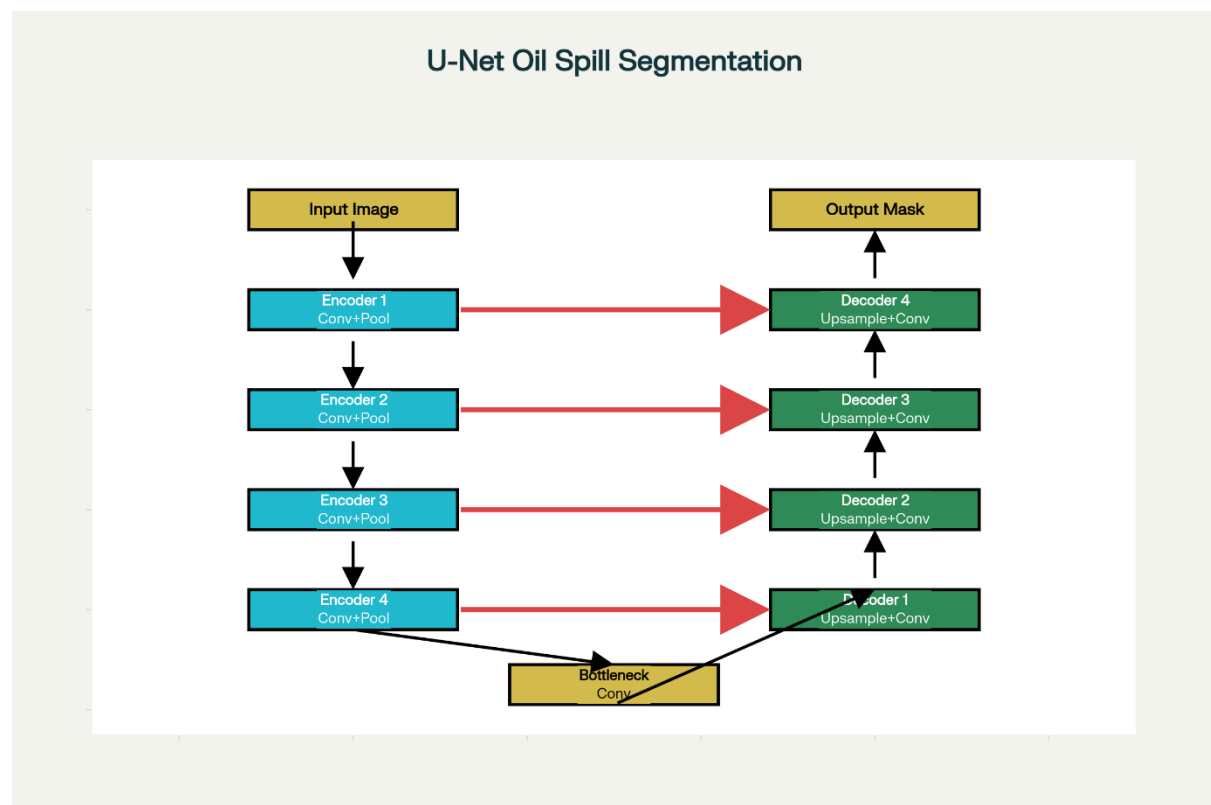 U-Net Oil Spill Segmentation
Input Image
Output Mask
Encoder 1
Conv+Pool
Decoder 4
Upsample+Conv
Encoder 2
Conv+Pool
Decoder 3
Upsample+Conv
Encoder 3
Conv+Pool
Decoder 2
Upsample+Conv
Encoder 4
Conv+Pool
Decoder 1
Upsample+Conv
Bottleneck
Conv